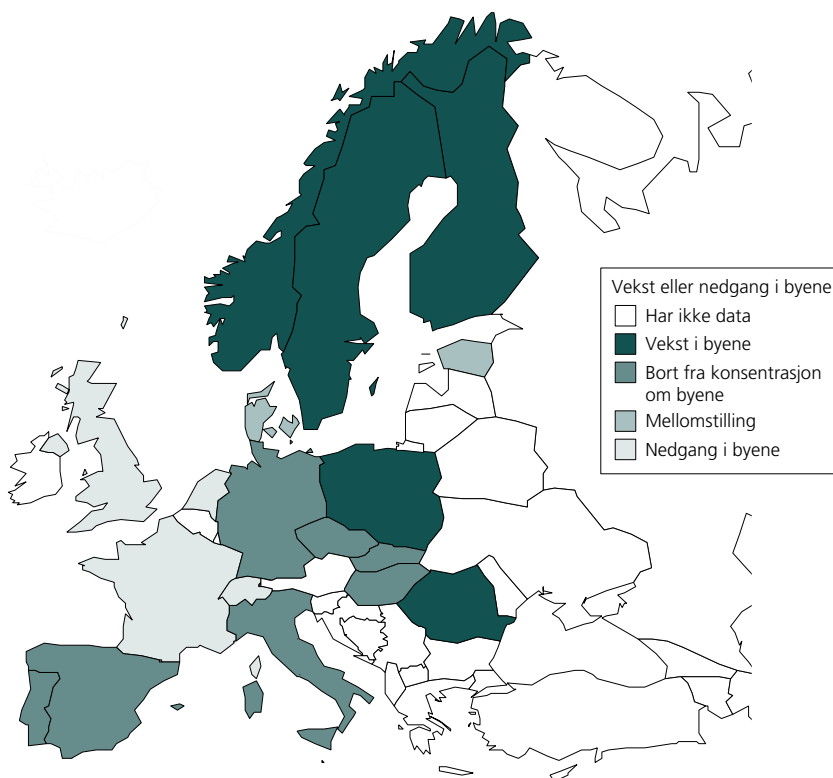 Vekst eller nedgang i byene
Har ikke data
Vekst i byene
Bort fra konsentrasjon
om byene
Mellomstilling
Nedgang i byene